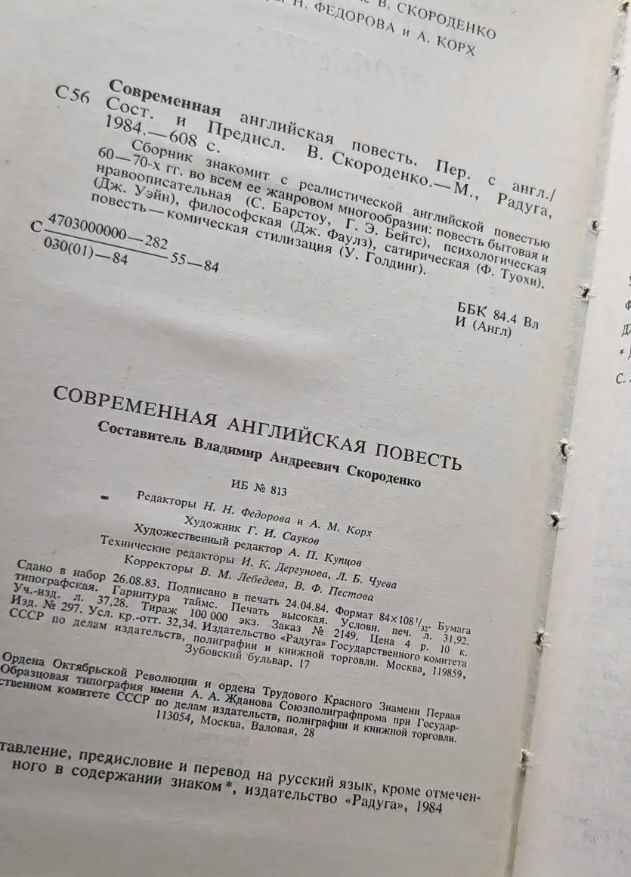 В. СКОРОДЕНКО
Н. ФЕДОРОВА и А. КОРХ
С56
Современная английская повесть. Пер. с англ./
Сост. и Предисл. В. Скороденко.—М., Радуга,
1984.—608 с.
Сборник знакомит с реалистической английской повестью
60—70-х гг. во всем ее жанровом многообразии: повесть бытовая и
нравоописательная (С. Барстоу, Г. Э. Бейтс), психологическая
(Дж. Уэйн), философская (Дж. Фаулз), сатирическая (Ф. Туохи),
повесть—комическая стилизация (У. Голдинг).
С 4703000000—282
030(01)—84
55—84
ББК 84.4 Вл
И (Англ)
СОВРЕМЕННАЯ АНГЛИЙСКАЯ ПОВЕСТЬ
Составитель Владимир Андреевич Скороденко
ИБ № 813
Редакторы Н. Н. Федорова и А. М. Корх
Художник Г. И. Сауков
Художественный редактор А. П. Купцов
Технические редакторы И. К. Дергунова, Л. Б. Чуева
Корректоры В. М. Лебедева, В. Ф. Пестова
Сдано в набор 26.08.83. Подписано в печать 24.04.84. Формат 84×108 1/32. Бумага
типографская. Гарнитура таймс. Печать высокая. Условн. печ. л. 31,92.
Уч.-изд. л. 37,28. Тираж 100 000 экз. Заказ № 2149. Цена 4 р. 10 к.
Изд. № 297. Усл. кр.-отт. 32,34. Издательство «Радуга» Государственного комитета
СССР по делам издательств, полиграфии и книжной торговли. Москва, 119859,
Зубовский бульвар. 17
Ордена Октябрьской Революции и ордена Трудового Красного Знамени Первая
Образцовая типография имени А. А. Жданова Союзполиграфпрома при Государ-
ственном комитете СССР по делам издательств, полиграфии и книжной торговли.
113054, Москва, Валовая, 28
тавление, предисловие и перевод на русский язык, кроме отмечен-
ного в содержании знаком*, издательство «Радуга», 1984